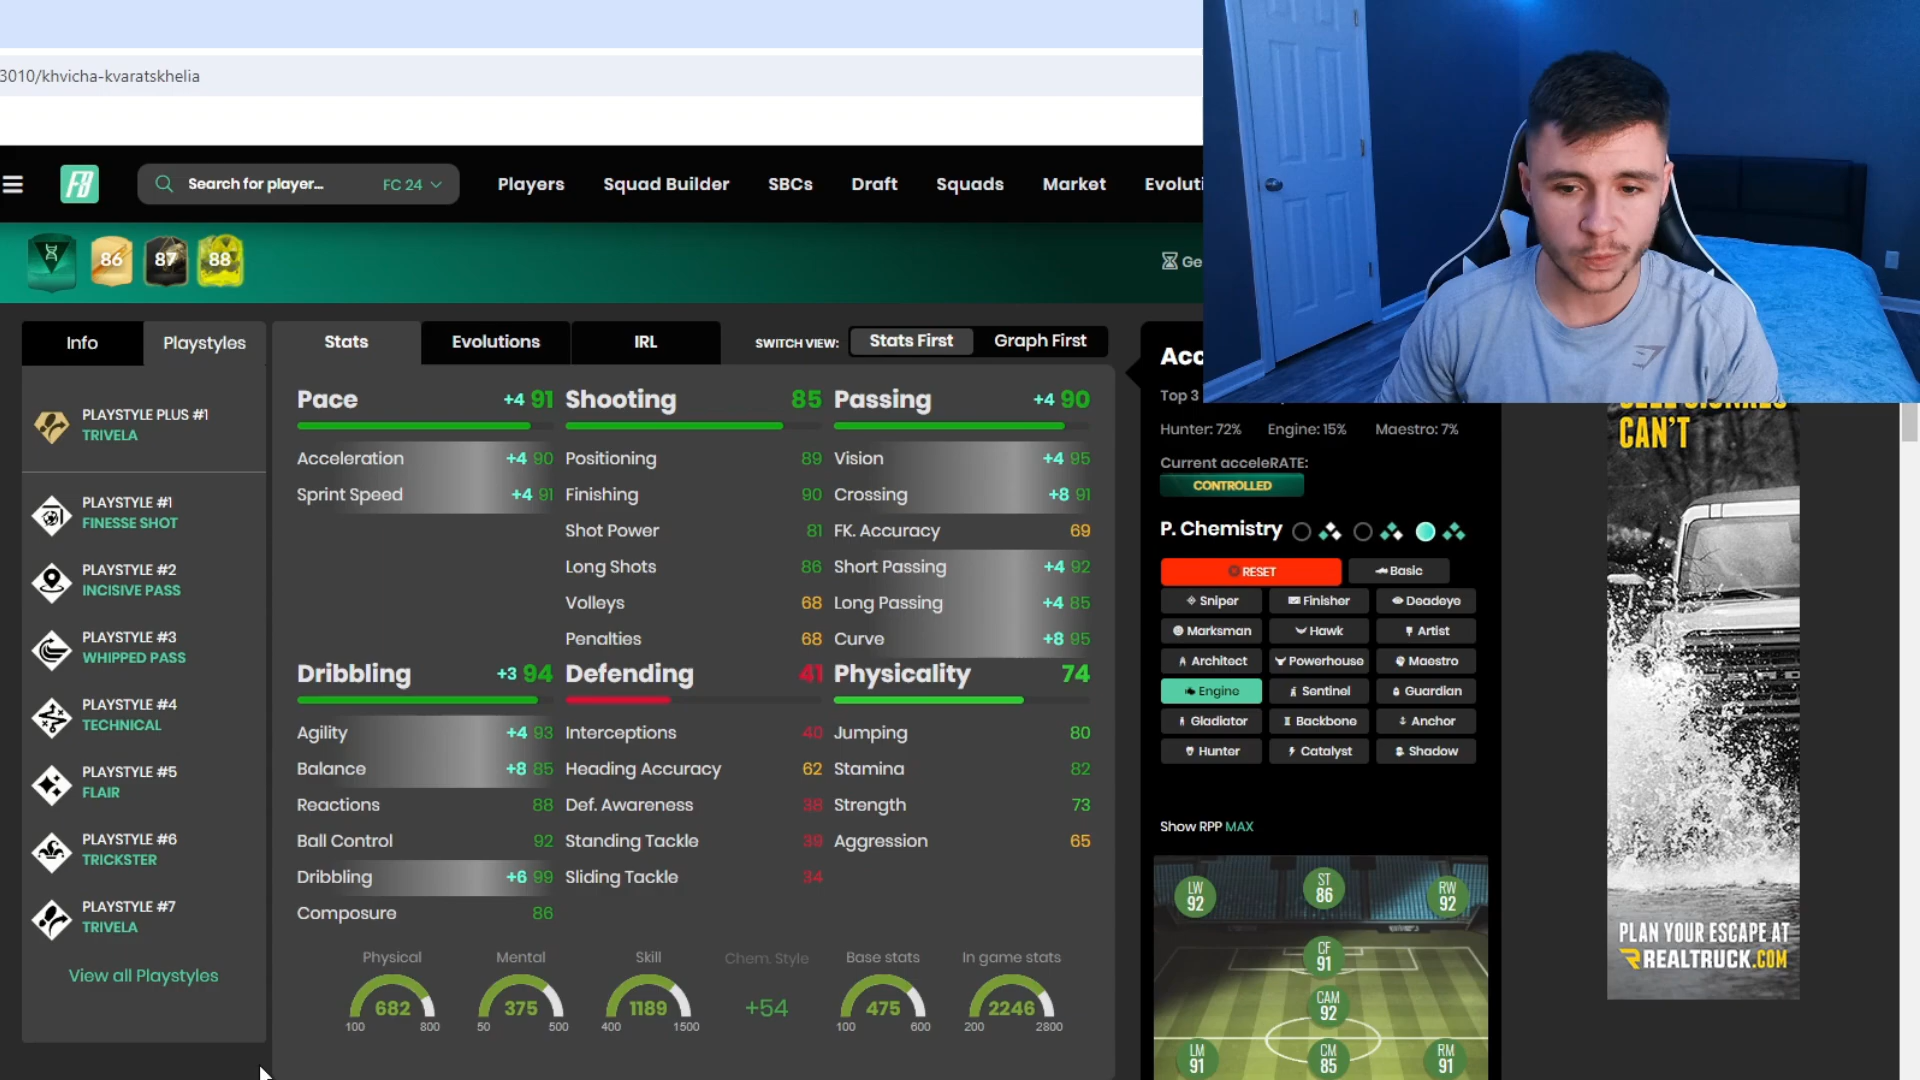 3010/khvicha-kvaratskhelia
F8
Search for player...
FC 24
Players
Squad Builder
SBCs
Draft
Squads
Market
Evoluti
86
87
88
Ge
Info
Playstyles
PLAYSTYLE PLUS #1
TRIVELA
PLAYSTYLE #1
FINESSE SHOT
PLAYSTYLE #2
INCISIVE PASS
PLAYSTYLE #3
WHIPPED PASS
PLAYSTYLE #4
TECHNICAL
PLAYSTYLE #5
FLAIR
PLAYSTYLE #6
TRICKSTER
PLAYSTYLE #7
TRIVELA
View all Playstyles
Stats
Evolutions
IRL
SWITCH VIEW:
Stats First
Graph First
Pace +4 91
Acceleration +4 90
Sprint Speed +4 91
Shooting 85
Positioning 89
Finishing 90
Shot Power 81
Long Shots 86
Volleys 68
Penalties 68
Passing +4 90
Vision +4 95
Crossing +8 91
FK. Accuracy 69
Short Passing +4 92
Long Passing +4 85
Curve +8 95
Dribbling +3 94
Agility +4 93
Balance +8 85
Reactions 88
Ball Control 92
Dribbling +6 99
Composure 86
Defending 41
Interceptions 40
Heading Accuracy 62
Def. Awareness 38
Standing Tackle 39
Sliding Tackle 34
Physicality 74
Jumping 80
Stamina 82
Strength 73
Aggression 65
Physical
682
100 800
Mental
375
50 500
Skill
1189
400 1500
Chem. Style
+54
Base stats
475
100 600
In game stats
2246
200 2800
Acc
Top 3
Hunter: 72% Engine: 15% Maestro: 7%
Current acceleRATE:
CONTROLLED
P. Chemistry
RESET
Basic
Sniper
Finisher
Deadeye
Marksman
Hawk
Artist
Architect
Powerhouse
Maestro
Engine
Sentinel
Guardian
Gladiator
Backbone
Anchor
Hunter
Catalyst
Shadow
Show RPP MAX
LW
92
ST
86
RW
92
CF
91
CAM
92
LM
91
CM
85
RM
91
CAN'T
PLAN YOUR ESCAPE AT
REALTRUCK.COM